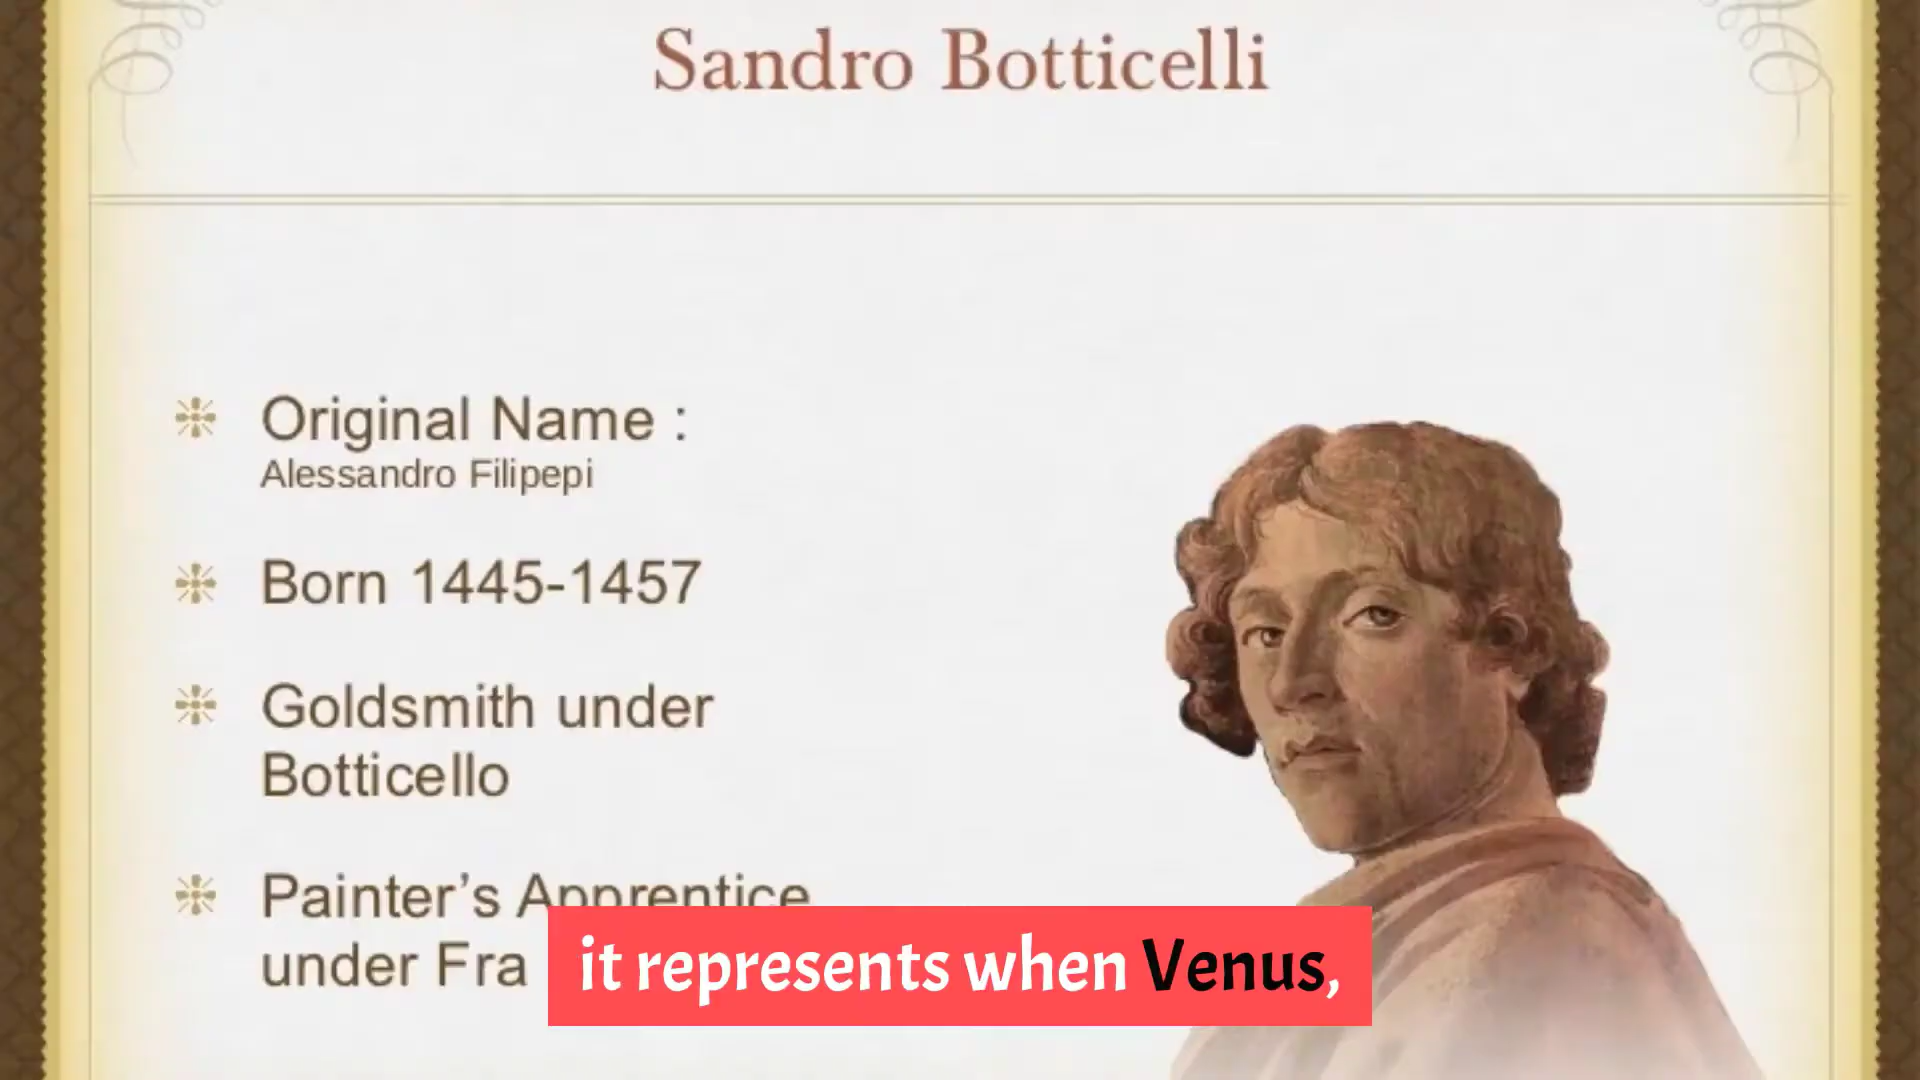 Sandro Botticelli
Original Name :
Alessandro Filipepi
Born 1445-1457
Goldsmith under
Botticello
Painter’s Apprentice
under Fra
it represents when Venus,